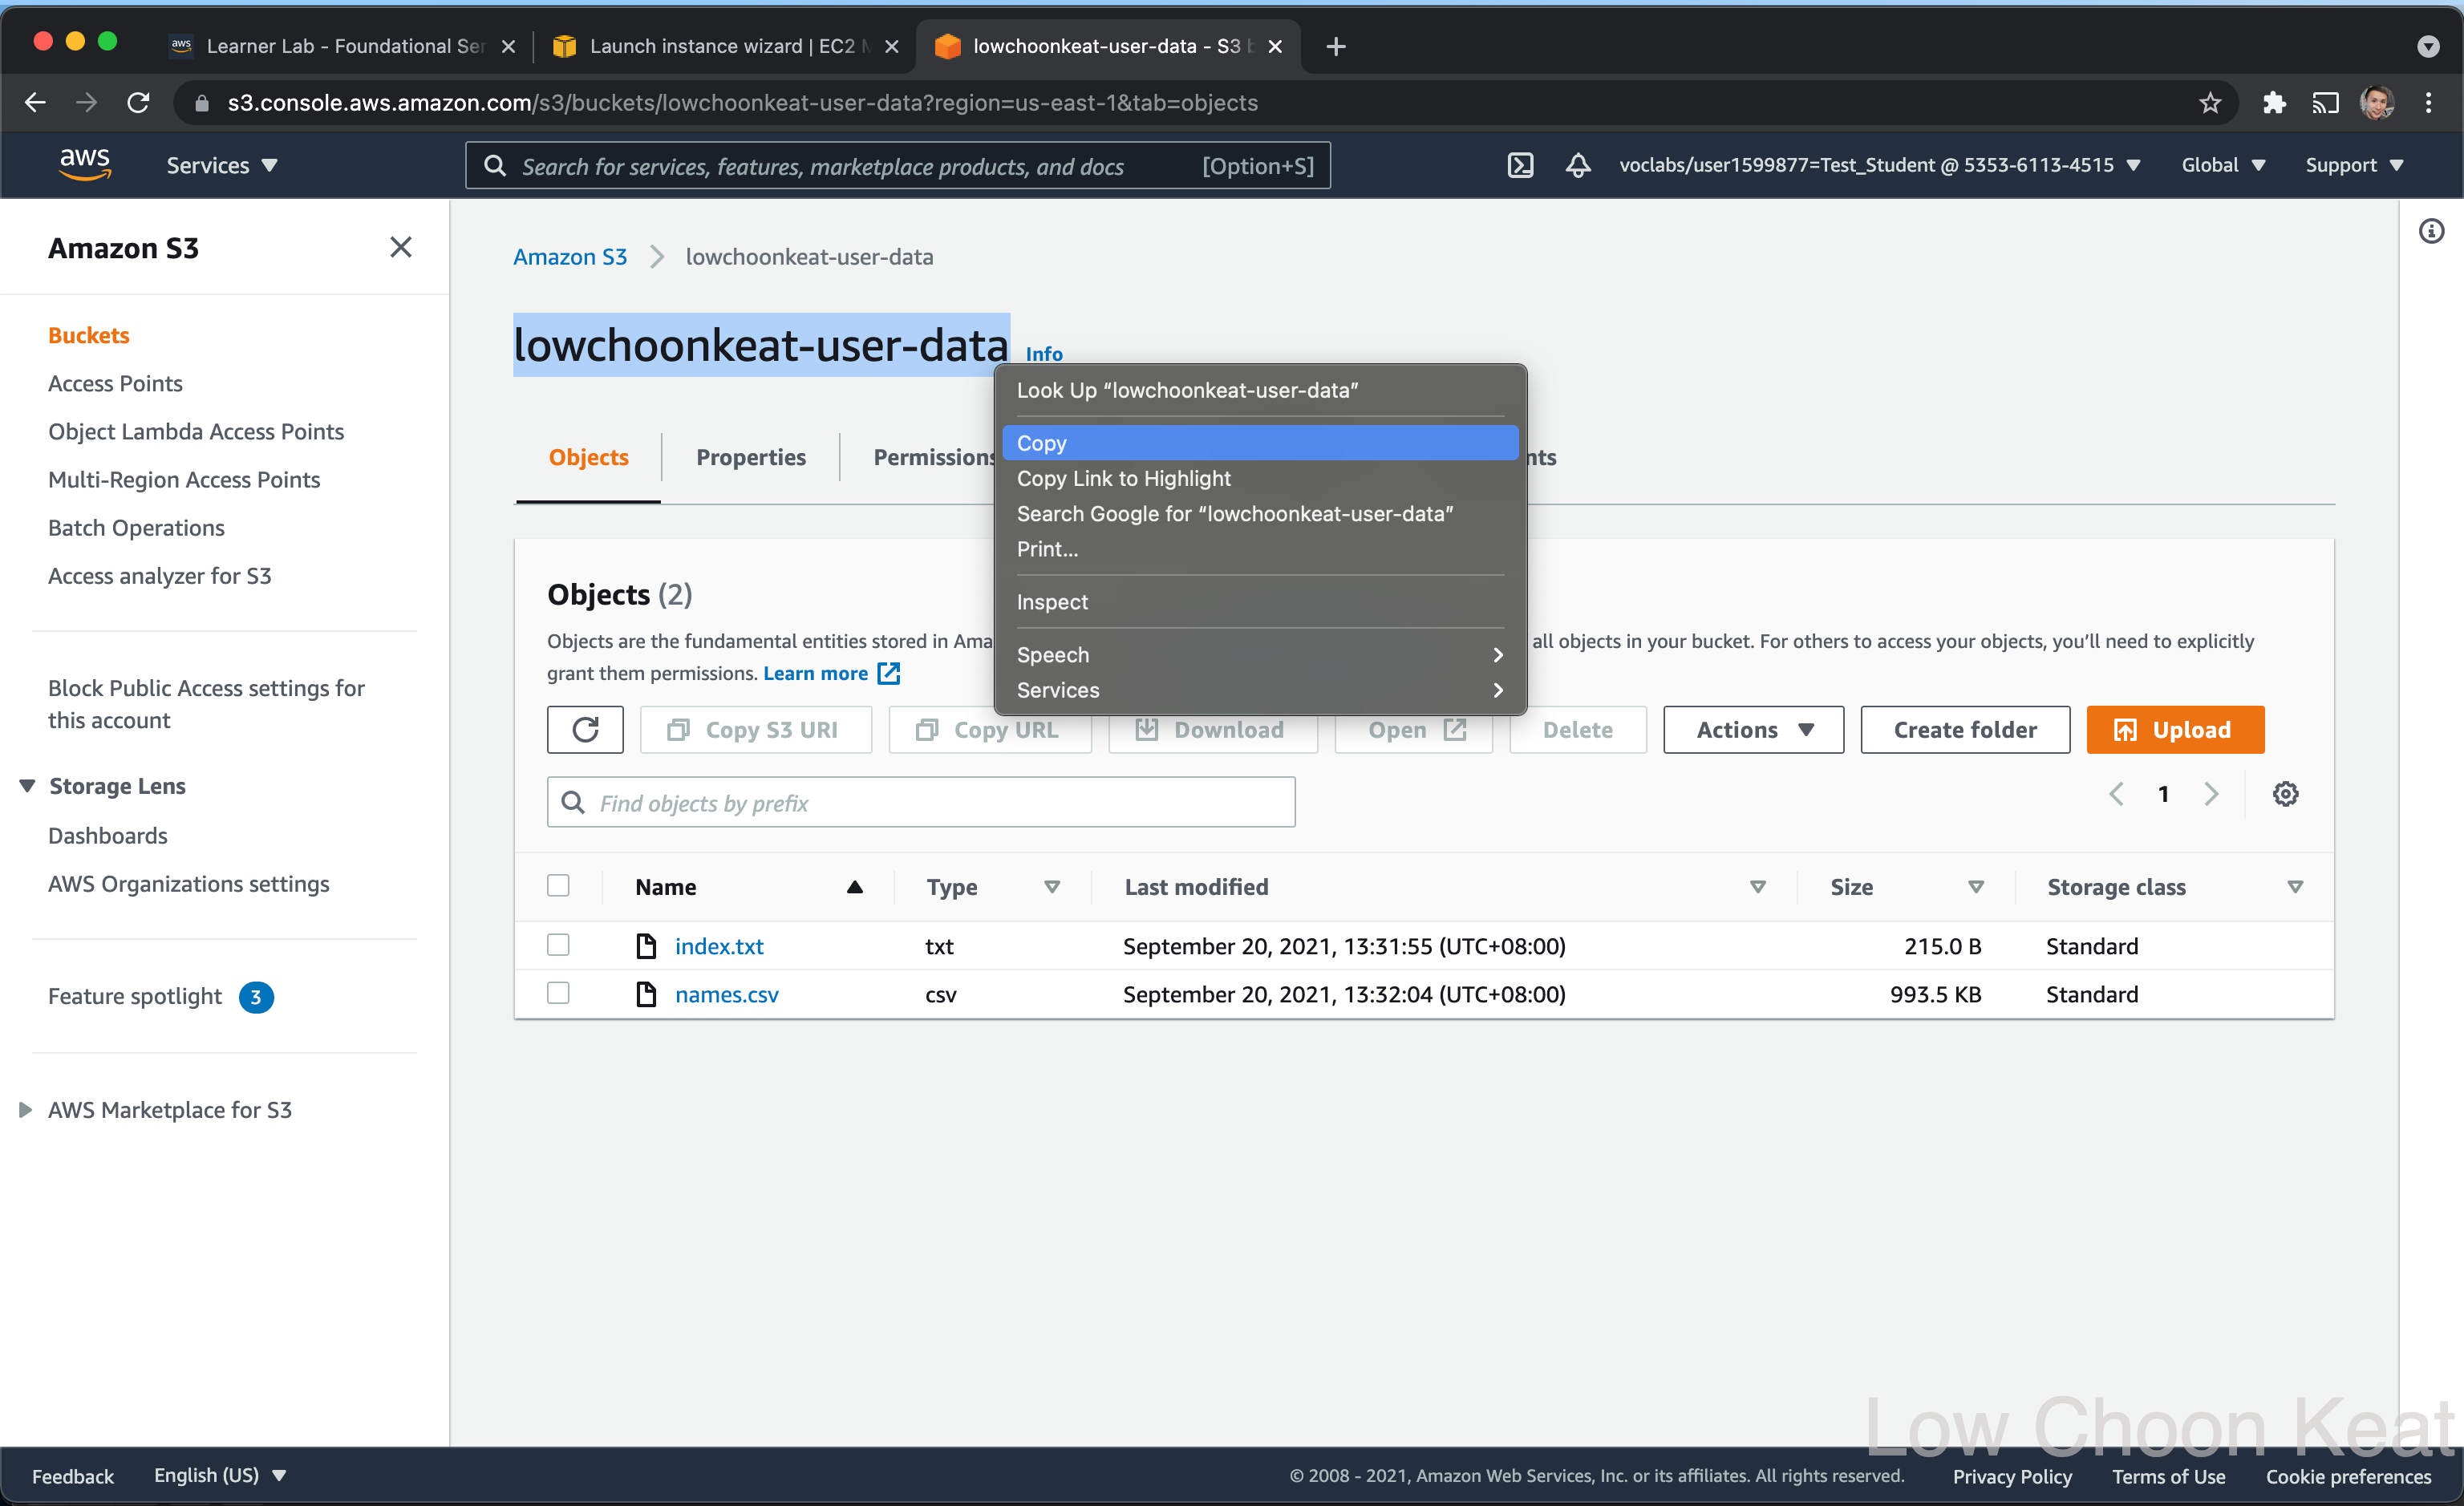 Learner Lab - Foundational Ser
Launch instance wizard | EC2 M
lowchoonkeat-user-data - S3 b
s3.console.aws.amazon.com/s3/buckets/lowchoonkeat-user-data?region=us-east-1&tab=objects
aws
Services
Search for services, features, marketplace products, and docs
[Option+S]
voclabs/user1599877=Test_Student @ 5353-6113-4515
Global
Support
Amazon S3
Buckets
Access Points
Object Lambda Access Points
Multi-Region Access Points
Batch Operations
Access analyzer for S3
Block Public Access settings for
this account
Storage Lens
Dashboards
AWS Organizations settings
Feature spotlight 3
AWS Marketplace for S3
Amazon S3
lowchoonkeat-user-data
lowchoonkeat-user-data
Info
Objects
Properties
Permissions
nts
Look Up “lowchoonkeat-user-data”
Copy
Copy Link to Highlight
Search Google for “lowchoonkeat-user-data”
Print...
Inspect
Speech
Services
Objects (2)
Objects are the fundamental entities stored in Ama
all objects in your bucket. For others to access your objects, you’ll need to explicitly
grant them permissions. Learn more
Copy S3 URI
Copy URL
Download
Open
Delete
Actions
Create folder
Upload
Find objects by prefix
1
Name
Type
Last modified
Size
Storage class
index.txt
txt
September 20, 2021, 13:31:55 (UTC+08:00)
215.0 B
Standard
names.csv
csv
September 20, 2021, 13:32:04 (UTC+08:00)
993.5 KB
Standard
Low Choon Keat
Feedback
English (US)
© 2008 - 2021, Amazon Web Services, Inc. or its affiliates. All rights reserved.
Privacy Policy
Terms of Use
Cookie preferences